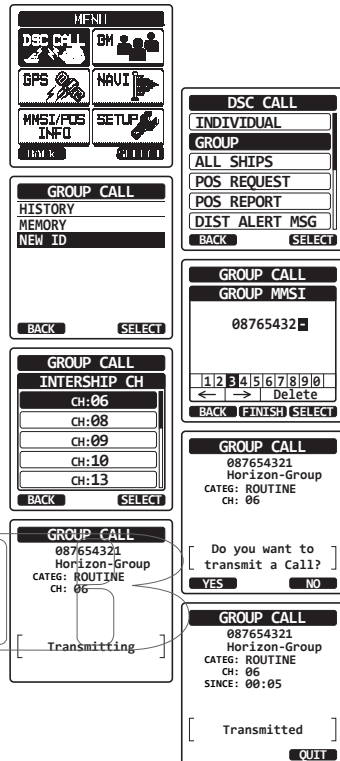 MENU
DSC CALL
GM
GPS
NAVI
MMSI/POS
INFO
SETUP
BACK
DSC CALL
INDIVIDUAL
GROUP
ALL SHIPS
POS REQUEST
POS REPORT
DIST ALERT MSG
BACK SELECT
GROUP CALL
HISTORY
MEMORY
NEW ID
BACK SELECT
GROUP CALL
GROUP MMSI
08765432-
1 2 3 4 5 6 7 8 9 0
← → Delete
BACK FINISH SELECT
GROUP CALL
INTERSHIP CH
CH:06
CH:08
CH:09
CH:10
CH:13
BACK SELECT
GROUP CALL
087654321
Horizon-Group
CATEG: ROUTINE
CH: 06
[ Do you want to
transmit a Call? ]
YES NO
GROUP CALL
087654321
Horizon-Group
CATEG: ROUTINE
CH: 06
[ Transmitting ]
GROUP CALL
087654321
Horizon-Group
CATEG: ROUTINE
CH: 06
SINCE: 00:05
[ Transmitted ]
QUIT